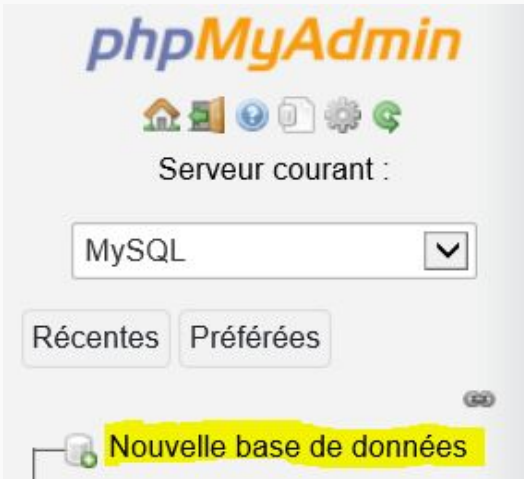 phpMyAdmin
Serveur courant :
MySQL
Récentes Préférées
Nouvelle base de données